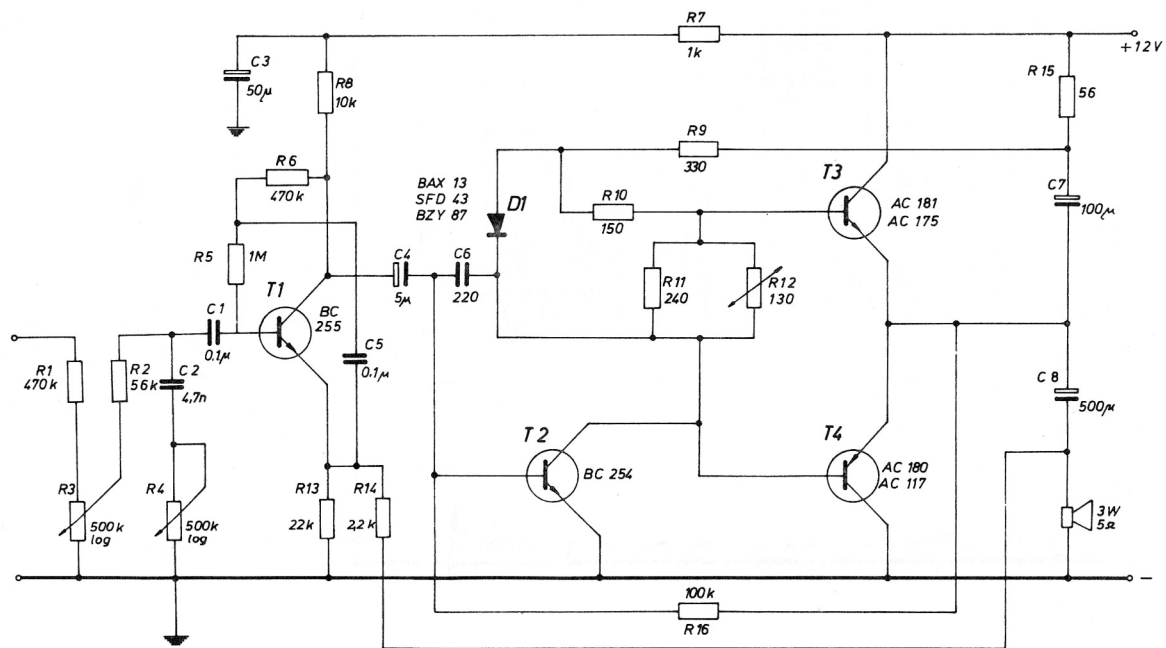 R7
1k
+12V
C3
50µ
R8
10k
R15
56
R9
330
R6
470k
T3
C7
100µ
BAX 13
SFD 43
BZY 87
D1
R10
150
AC 181
AC 175
R5
1M
C4
5µ
C6
220
R11
240
R12
130
T1
BC
255
C1
0.1µ
C5
0.1µ
R1
470k
R2
56k
C2
4,7n
C8
500µ
T2
BC 254
T4
AC 180
AC 117
R3
500k
log
R4
500k
log
R13
22k
R14
2,2k
3W
5Ω
-
100k
R16